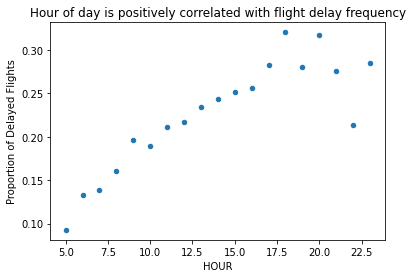 Hour of day is positively correlated with flight delay frequency
Proportion of Delayed Flights
0.30
0.25
0.20
0.15
0.10
5.0 7.5 10.0 12.5 15.0 17.5 20.0 22.5
HOUR